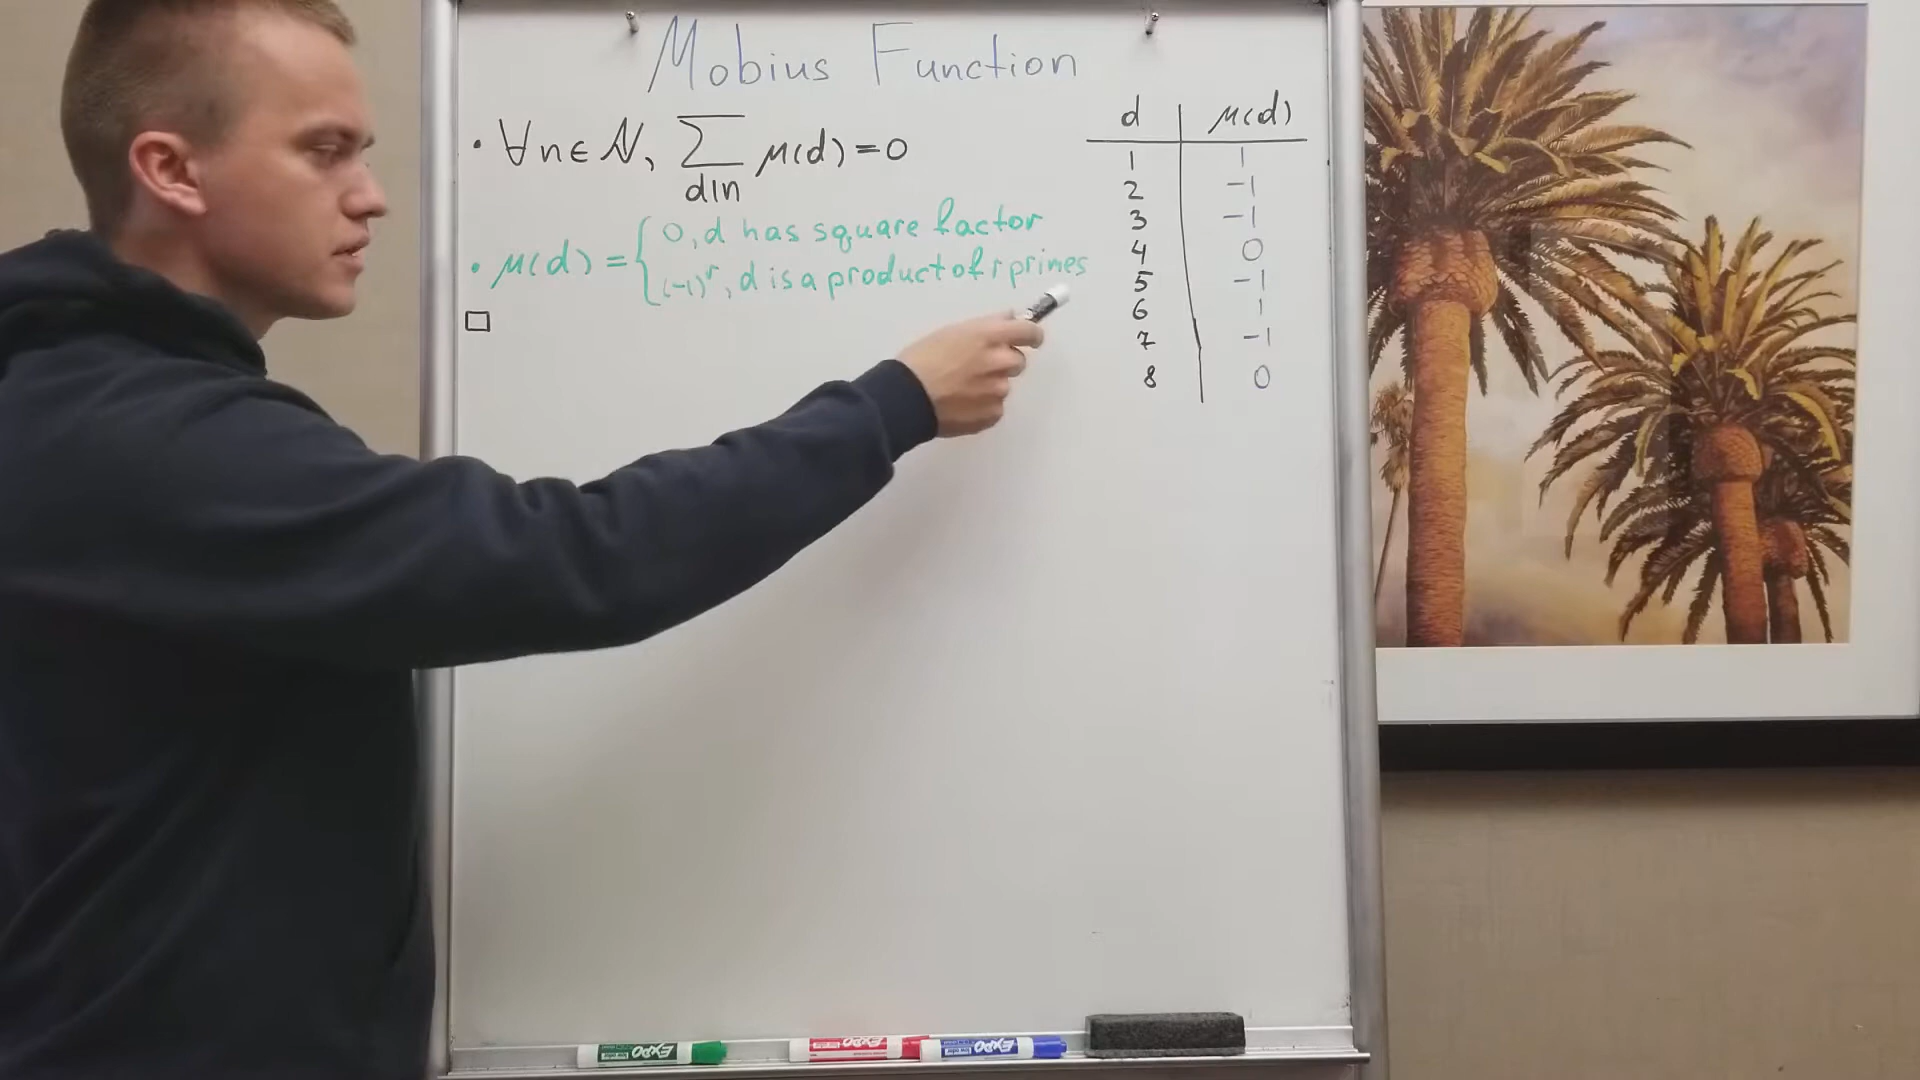 Mobius Function
• ∀n∈ℕ, ∑ μ(d)=0
d|n
• μ(d) = { 0, d has square factor
(-1)^r, d is a product of r primes
d μ(d)
1 1
2 -1
3 -1
4 0
5 -1
6 1
7 -1
8 0
EXPO
EXPO
EXPO